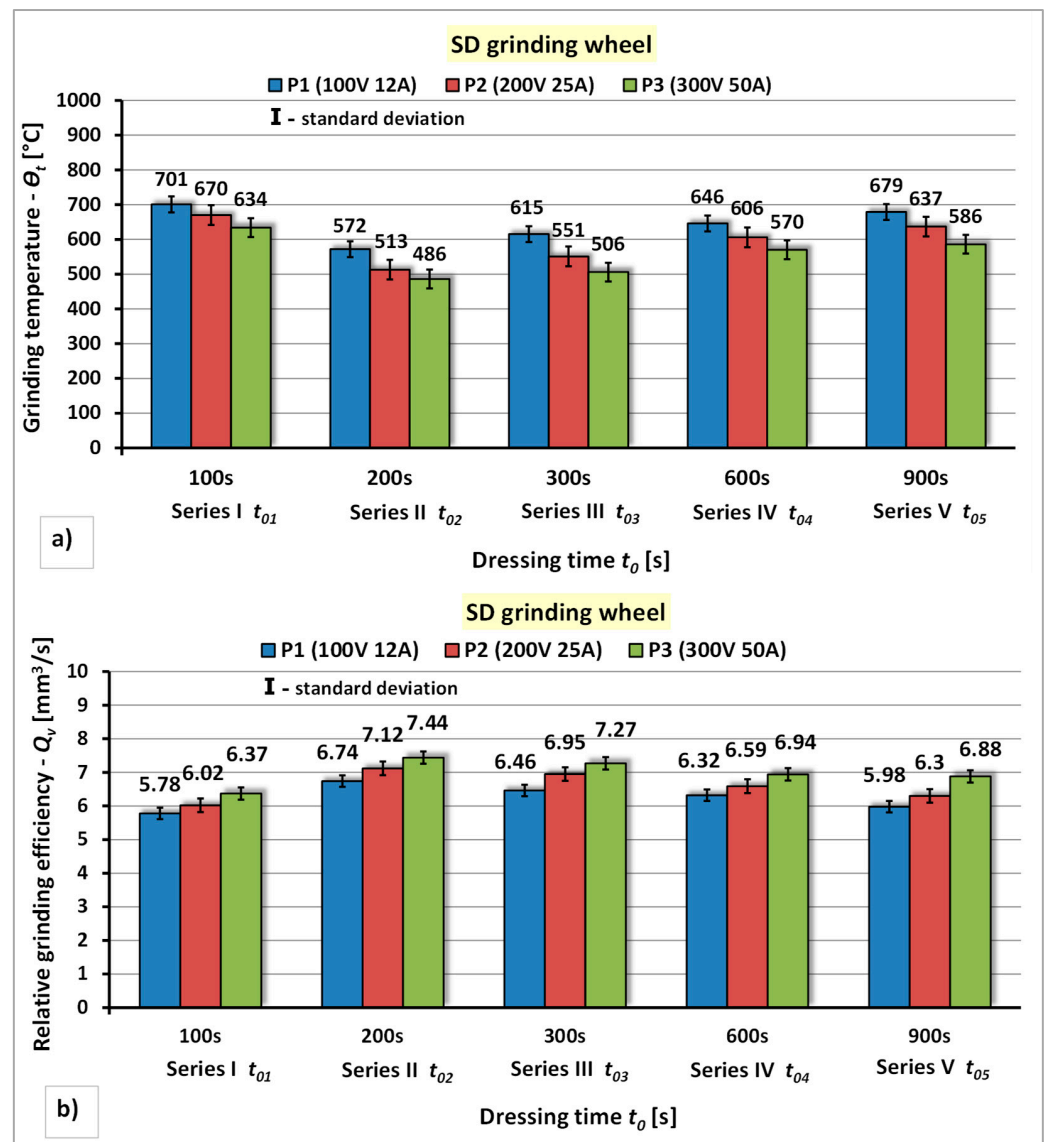 SD grinding wheel
P1 (100V 12A) P2 (200V 25A) P3 (300V 50A)
I - standard deviation
Grinding temperature - Θt [°C]
1000
900
800
700
600
500
400
300
200
100
0
701 670 634
572 513 486
615 551 506
646 606 570
679 637 586
100s 200s 300s 600s 900s
Series I t01 Series II t02 Series III t03 Series IV t04 Series V t05
a)
Dressing time t0 [s]
SD grinding wheel
P1 (100V 12A) P2 (200V 25A) P3 (300V 50A)
I - standard deviation
Relative grinding efficiency - Qv [mm³/s]
10
9
8
7
6
5
4
3
2
1
0
5.78 6.02 6.37
6.74 7.12 7.44
6.46 6.95 7.27
6.32 6.59 6.94
5.98 6.3 6.88
100s 200s 300s 600s 900s
Series I t01 Series II t02 Series III t03 Series IV t04 Series V t05
b)
Dressing time t0 [s]